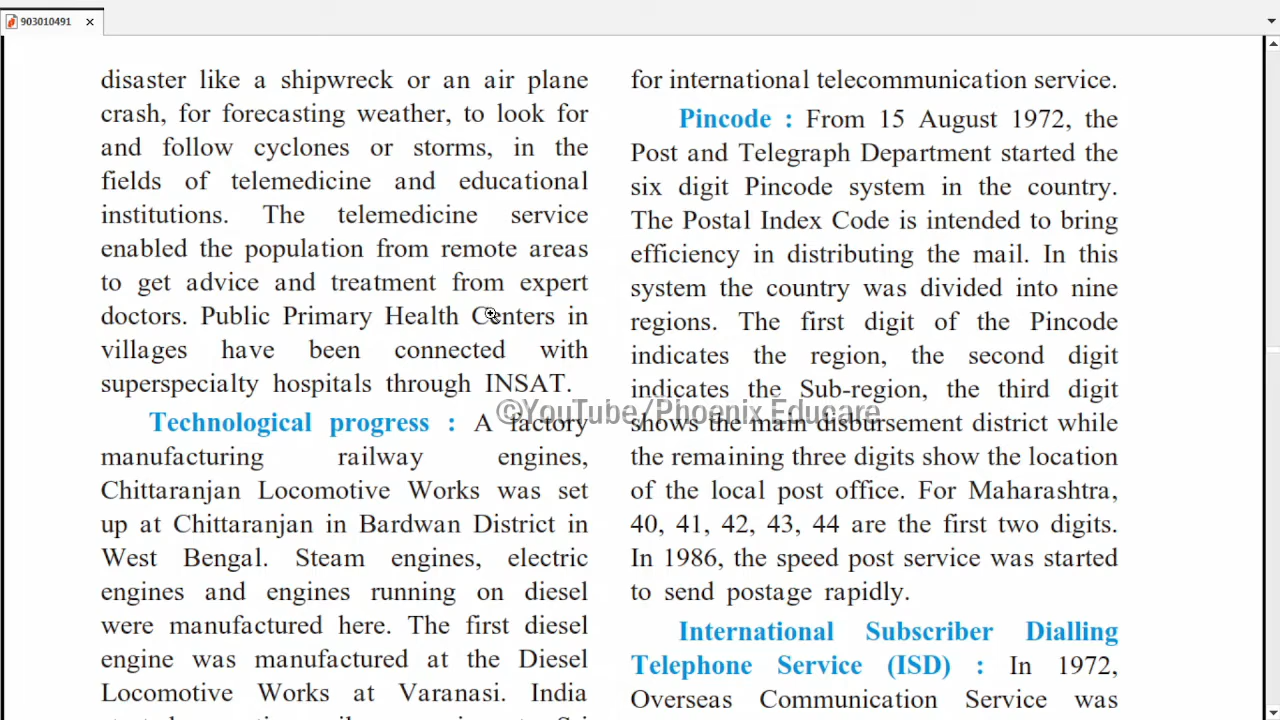 903010491
disaster like a shipwreck or an air plane
crash, for forecasting weather, to look for
and follow cyclones or storms, in the
fields of telemedicine and educational
institutions. The telemedicine service
enabled the population from remote areas
to get advice and treatment from expert
doctors. Public Primary Health Centers in
villages have been connected with
superspecialty hospitals through INSAT.
Technological progress : A factory
manufacturing railway engines,
Chittaranjan Locomotive Works was set
up at Chittaranjan in Bardwan District in
West Bengal. Steam engines, electric
engines and engines running on diesel
were manufactured here. The first diesel
engine was manufactured at the Diesel
Locomotive Works at Varanasi. India
for international telecommunication service.
Pincode : From 15 August 1972, the
Post and Telegraph Department started the
six digit Pincode system in the country.
The Postal Index Code is intended to bring
efficiency in distributing the mail. In this
system the country was divided into nine
regions. The first digit of the Pincode
indicates the region, the second digit
indicates the Sub-region, the third digit
shows the main disbursement district while
the remaining three digits show the location
of the local post office. For Maharashtra,
40, 41, 42, 43, 44 are the first two digits.
In 1986, the speed post service was started
to send postage rapidly.
International Subscriber Dialling
Telephone Service (ISD) : In 1972,
Overseas Communication Service was
©YouTube/Phoenix Educare